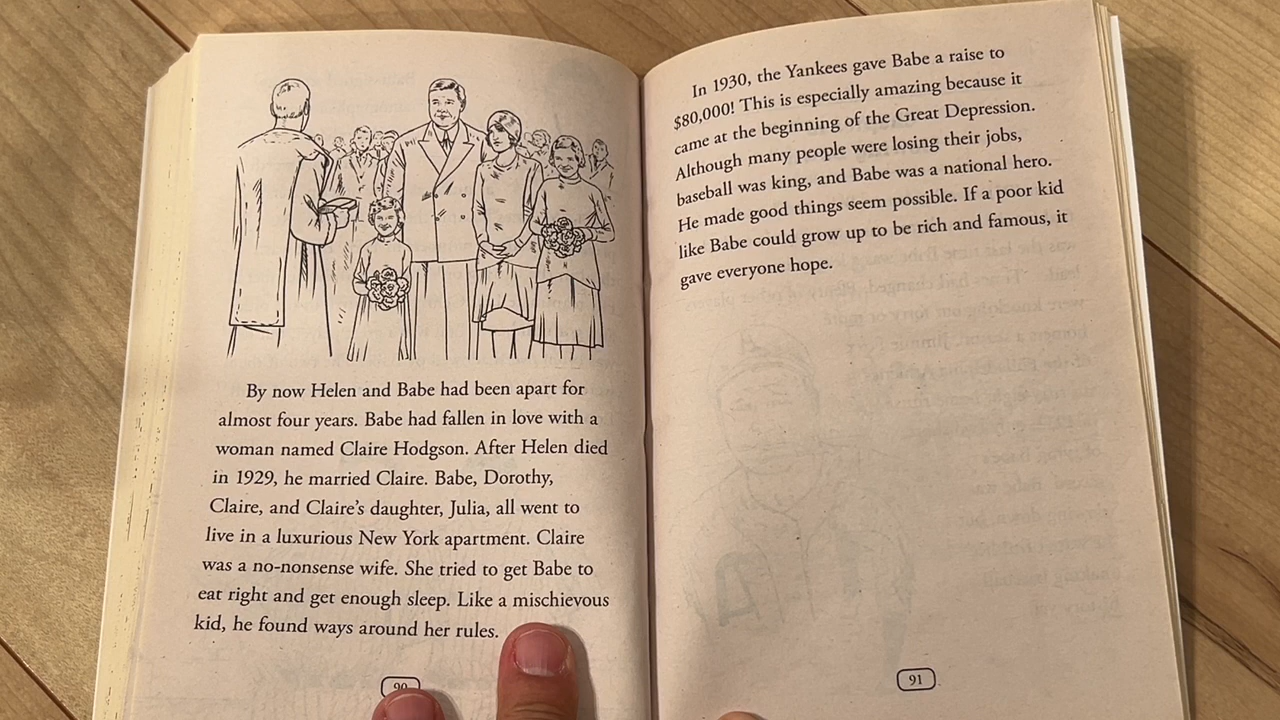 By now Helen and Babe had been apart for
almost four years. Babe had fallen in love with a
woman named Claire Hodgson. After Helen died
in 1929, he married Claire. Babe, Dorothy,
Claire, and Claire's daughter, Julia, all went to
live in a luxurious New York apartment. Claire
was a no-nonsense wife. She tried to get Babe to
eat right and get enough sleep. Like a mischievous
kid, he found ways around her rules.
90
In 1930, the Yankees gave Babe a raise to
$80,000! This is especially amazing because it
came at the beginning of the Great Depression.
Although many people were losing their jobs,
baseball was king, and Babe was a national hero.
He made good things seem possible. If a poor kid
like Babe could grow up to be rich and famous, it
gave everyone hope.
91